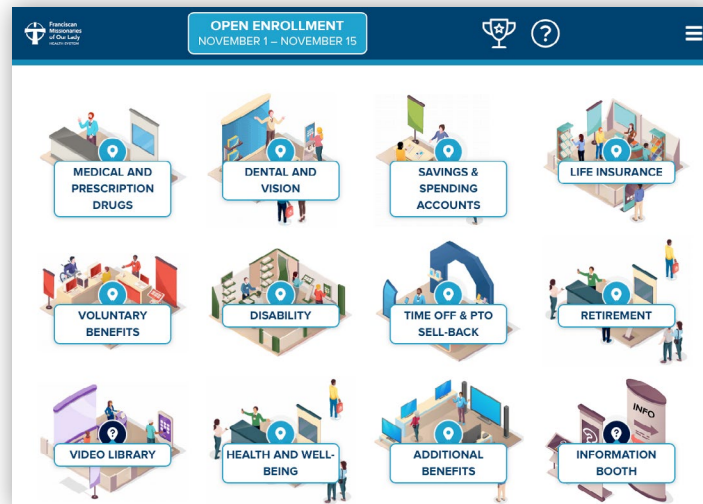 Franciscan
Missionaries
of Our Lady
HEALTH SYSTEM
OPEN ENROLLMENT
NOVEMBER 1 – NOVEMBER 15
?
MEDICAL AND
PRESCRIPTION
DRUGS
DENTAL AND
VISION
SAVINGS &
SPENDING
ACCOUNTS
LIFE INSURANCE
VOLUNTARY
BENEFITS
DISABILITY
TIME OFF & PTO
SELL-BACK
RETIREMENT
?
VIDEO LIBRARY
HEALTH AND WELL-
BEING
ADDITIONAL
BENEFITS
INFO
?
INFORMATION
BOOTH